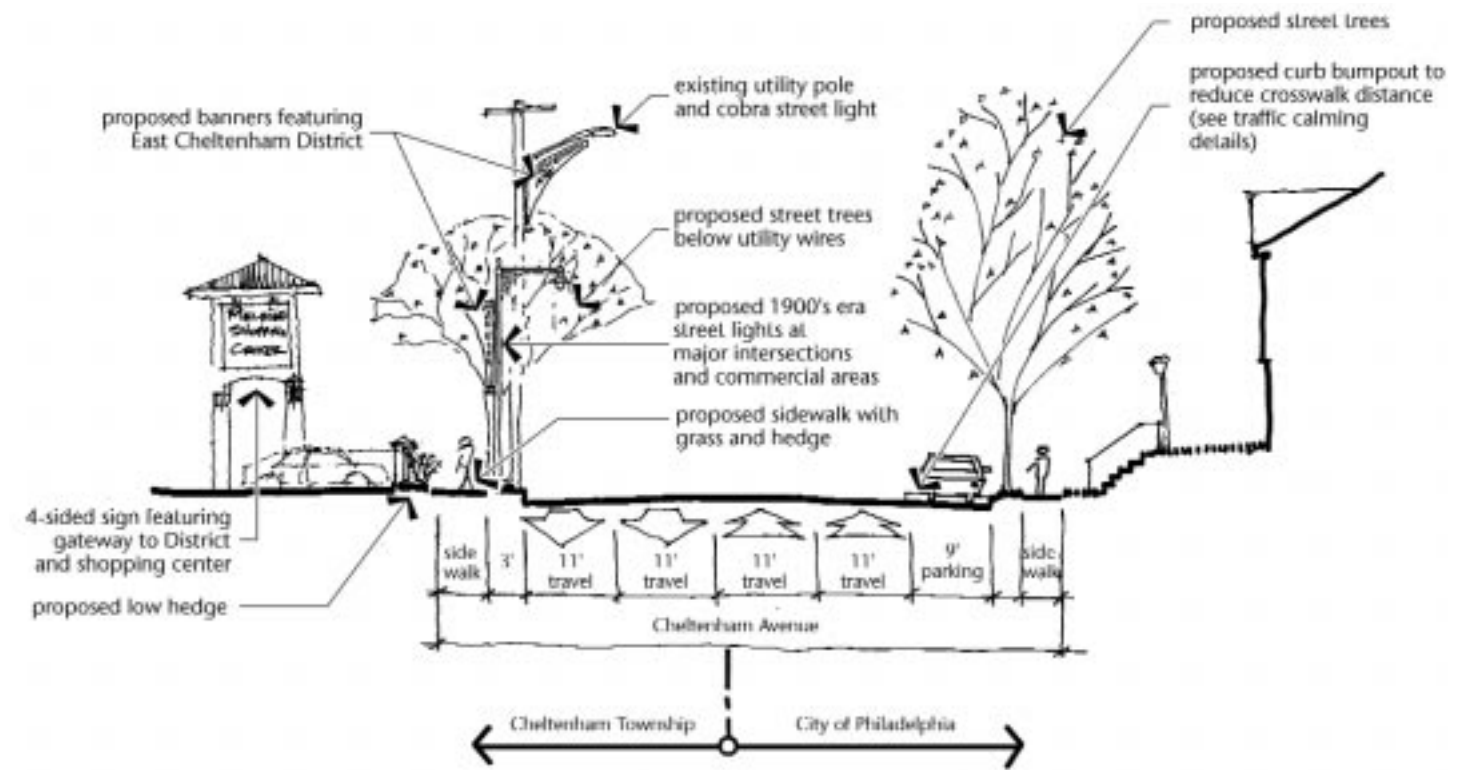 proposed street trees
proposed curb bumpout to
reduce crosswalk distance
(see traffic calming
details)
existing utility pole
and cobra street light
proposed banners featuring
East Cheltenham District
proposed street trees
below utility wires
proposed 1900's era
street lights at
major intersections
and commercial areas
proposed sidewalk with
grass and hedge
Shopping
Center
4-sided sign featuring
gateway to District
and shopping center
proposed low hedge
side
walk
3'
11'
travel
11'
travel
11'
travel
11'
travel
9'
parking
side
walk
Cheltenham Avenue
Cheltenham Township
City of Philadelphia